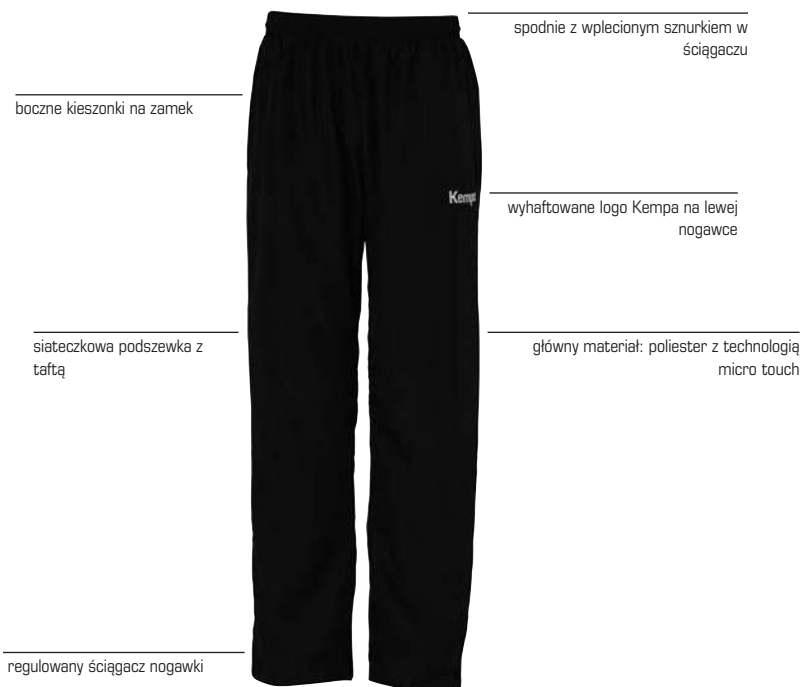 spodnie z wplecionym sznurkiem w
ściągaczu
boczne kieszonki na zamek
Kempa
wyhaftowane logo Kempa na lewej
nogawce
siateczkowa podszewka z
taftą
główny materiał: poliester z technologią
micro touch
regulowany ściągacz nogawki